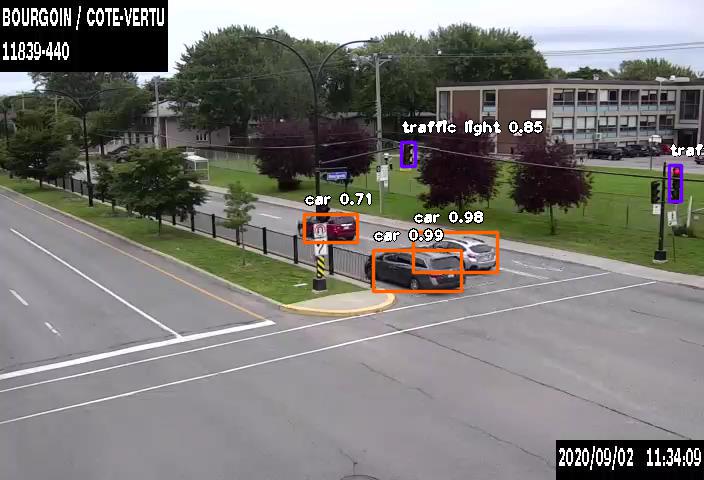 BOURGOIN / COTE-VERTU
11839-440
traffic light 0.85
traf
car 0.71
car 0.98
car 0.99
2020/09/02 11:34:09